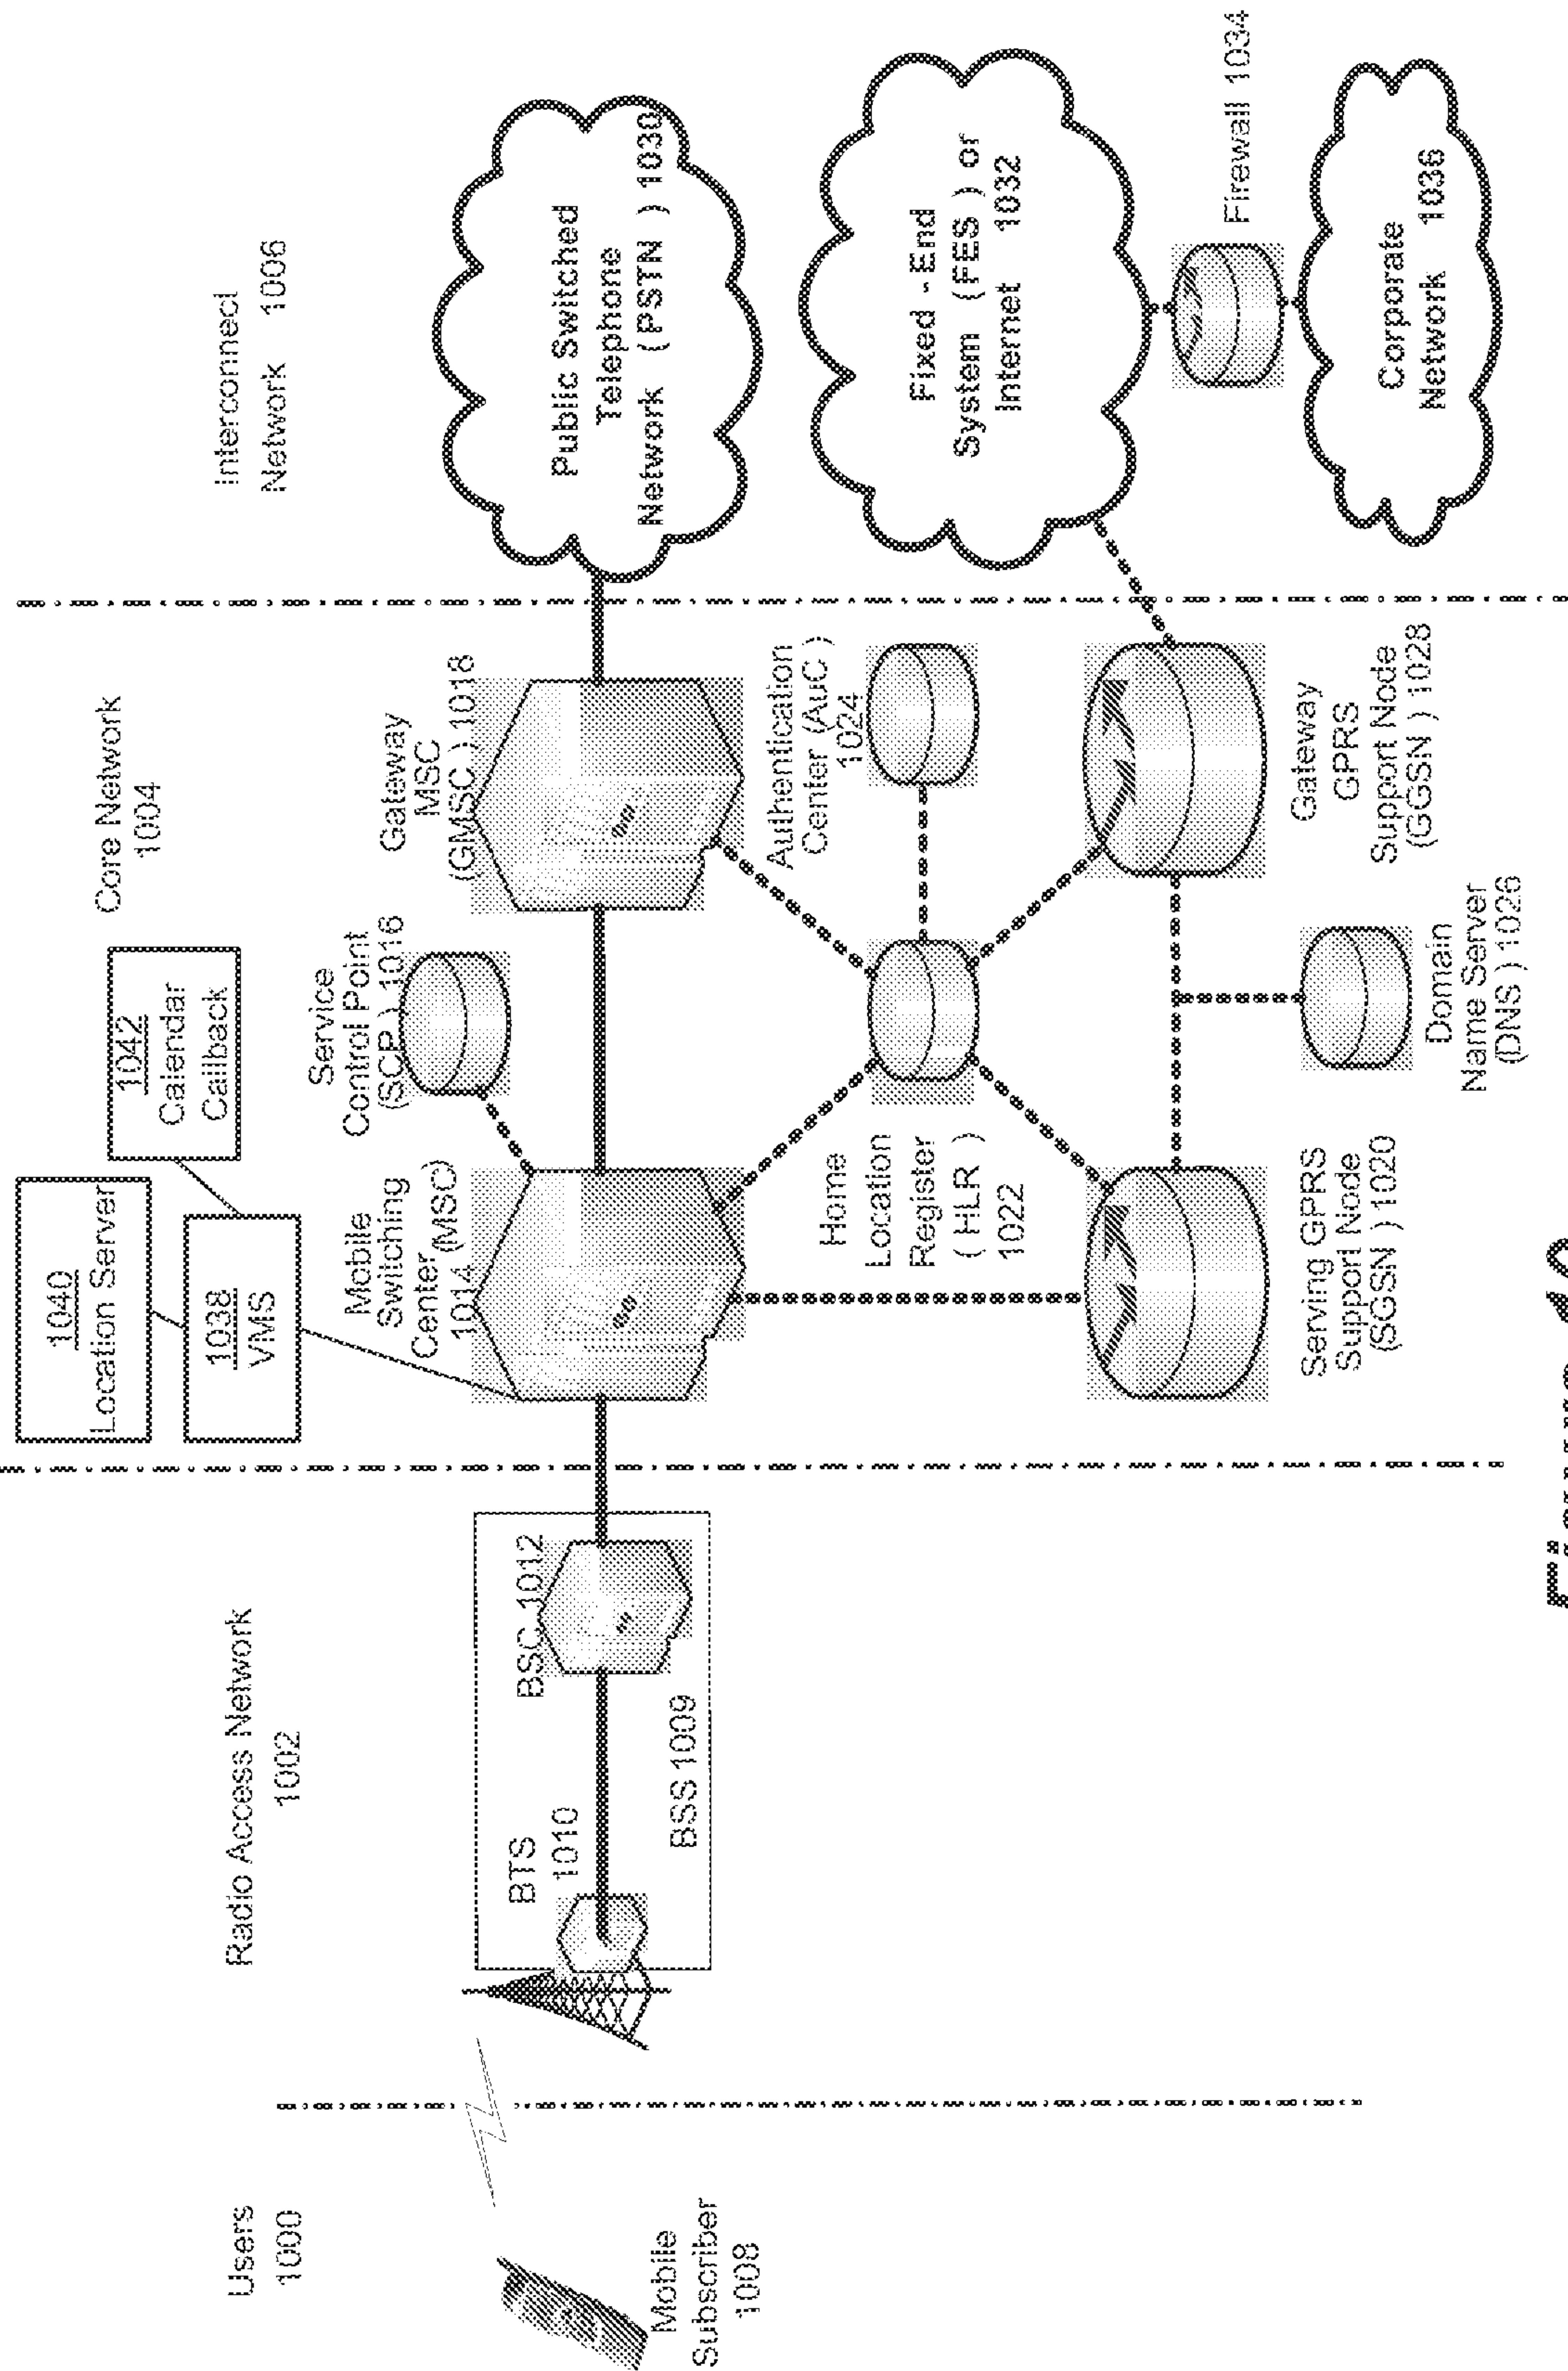 Users
1000
Radio Access Network
1002
Core Network
1004
Interconnect
Network 1006
1040
Location Server
1038
VMS
1042
Calendar
Callback
Mobile
Switching
Center (MSC)
1014
Service
Control Point
(SCP ) 1016
Gateway
MSC
(GMSC ) 1018
Public Switched
Telephone
Network (PSTN ) 1030
BTS
1010
BSC 1012
BSS 1009
Mobile
Subscriber
1008
Home
Location
Register
( HLR )
1022
Authentication
Center (AuC )
1024
Fixed -End
System (FES ) or
Internet 1032
Firewall 1034
Corporate
Network 1036
Serving GPRS
Support Node
(SGSN ) 1020
Domain
Name Server
(DNS ) 1026
Gateway
GPRS
Support Node
(GGSN ) 1028